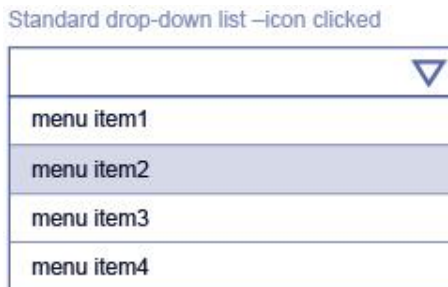 Standard drop-down list –icon clicked
menu item1
menu item2
menu item3
menu item4